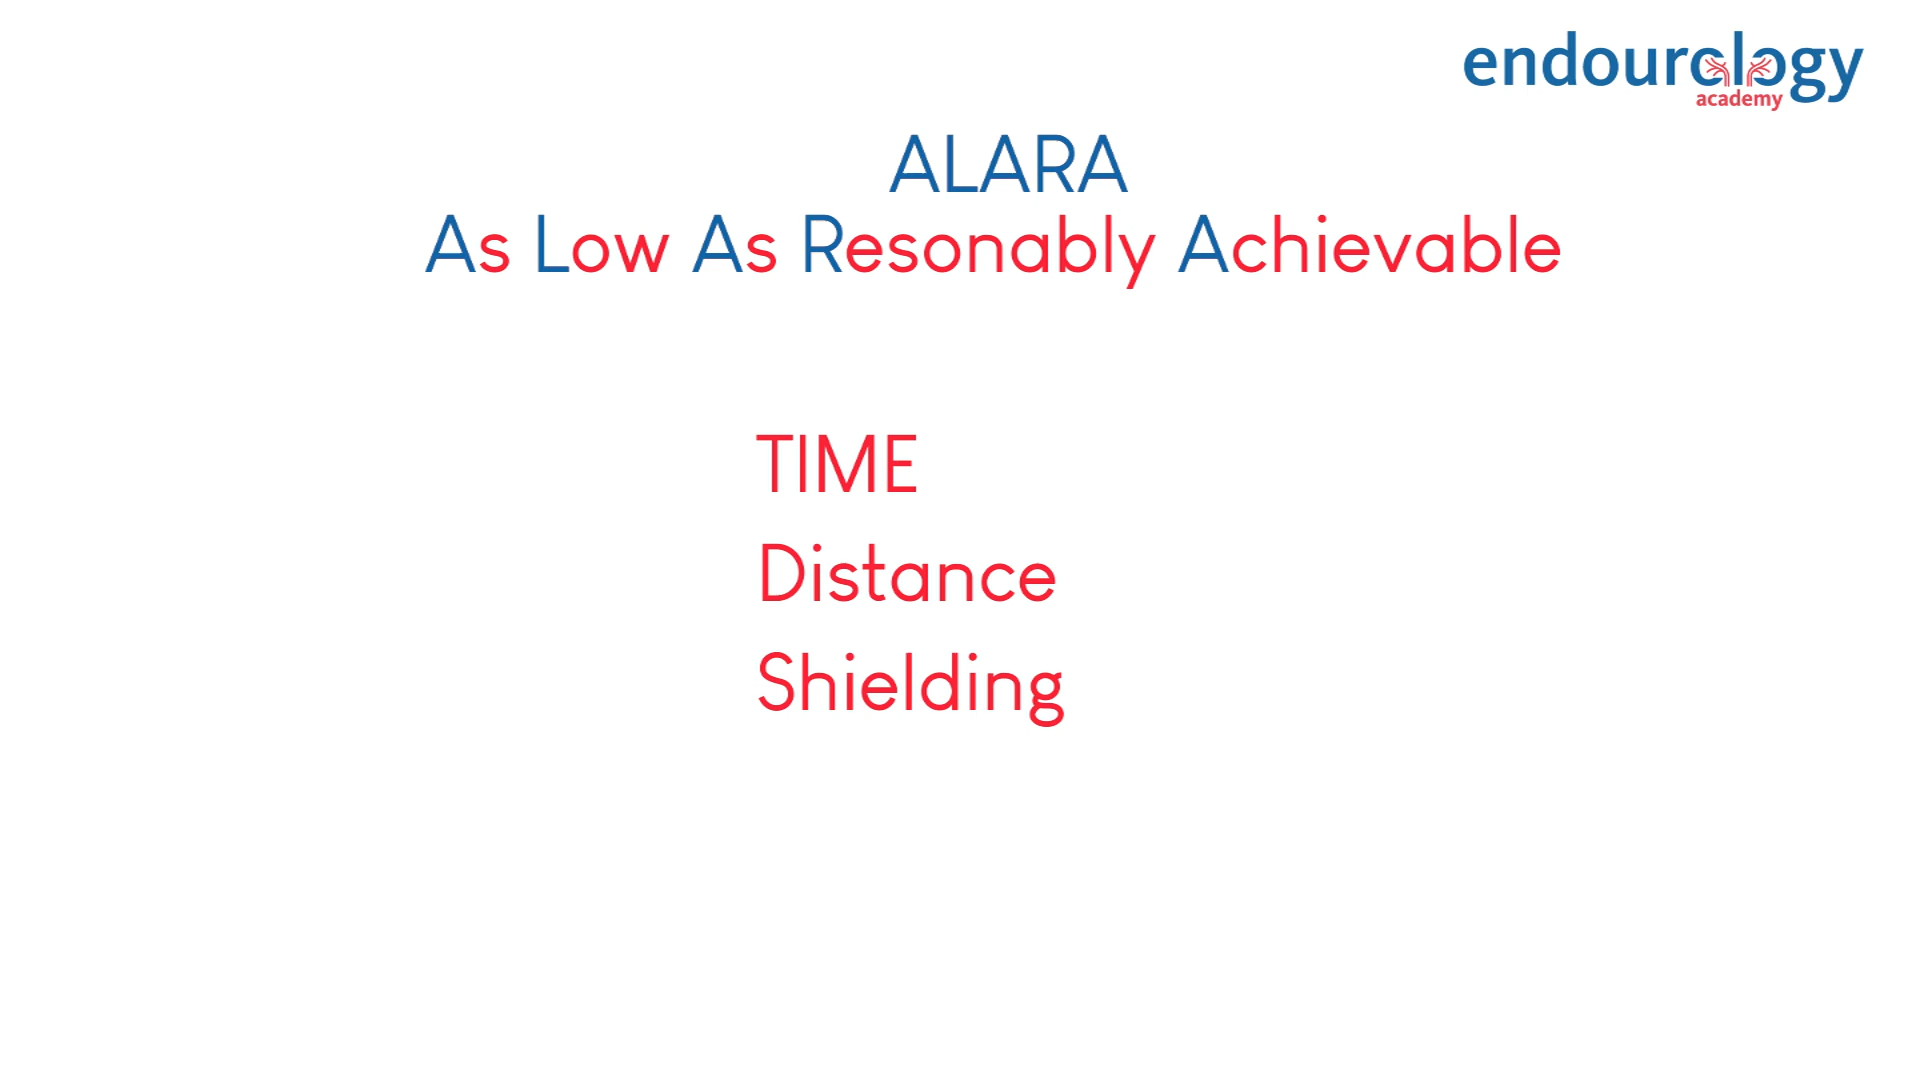 endourology
academy
ALARA
As Low As Resonably Achievable
TIME
Distance
Shielding